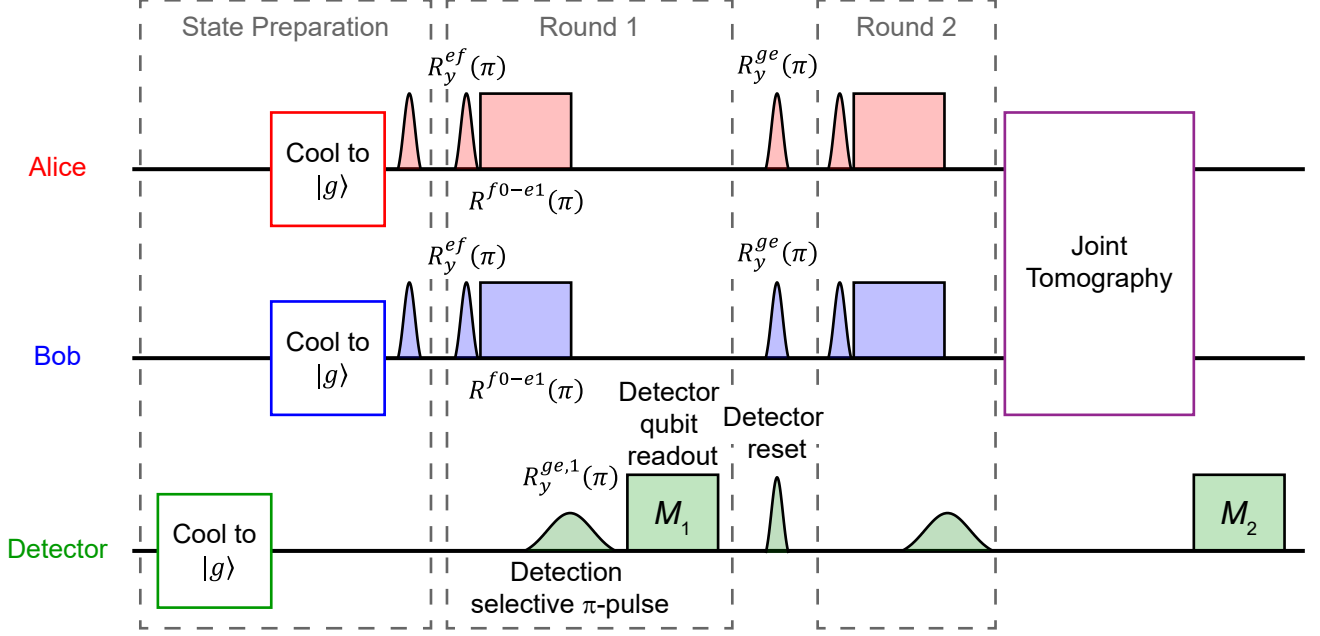 State Preparation
Round 1
Round 2
R_y^{ef}(π)
R_y^{ge}(π)
Alice
Cool to
|g⟩
R^{f0−e1}(π)
Joint
Tomography
R_y^{ef}(π)
R_y^{ge}(π)
Bob
Cool to
|g⟩
R^{f0−e1}(π)
Detector
qubit
readout
Detector
reset
R_y^{ge,1}(π)
Detector
Cool to
|g⟩
M_1
M_2
Detection
selective π-pulse